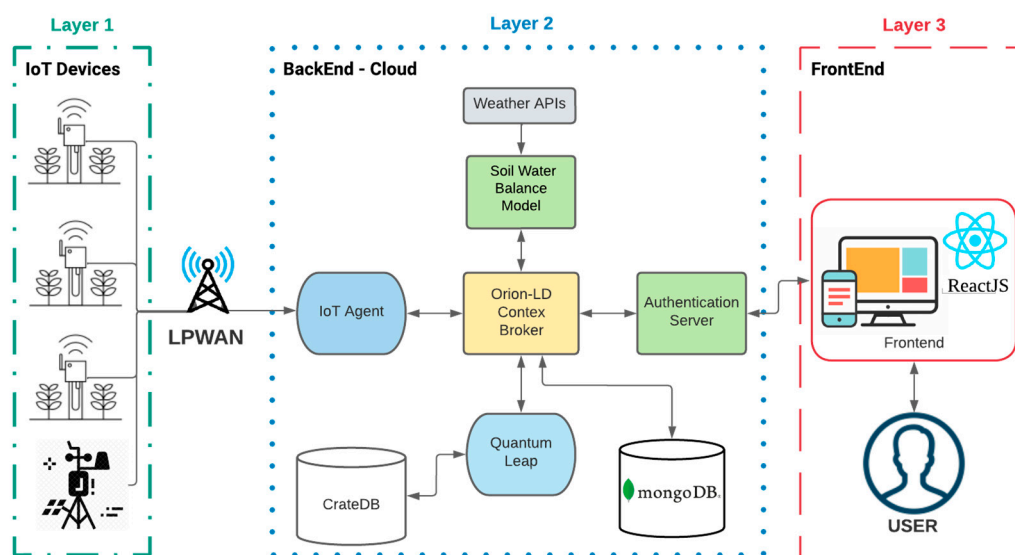 Layer 1
Layer 2
Layer 3
IoT Devices
BackEnd - Cloud
FrontEnd
Weather APIs
Soil Water
Balance
Model
LPWAN
IoT Agent
Orion-LD
Contex
Broker
Authentication
Server
ReactJS
Frontend
Quantum
Leap
CrateDB
mongoDB
USER